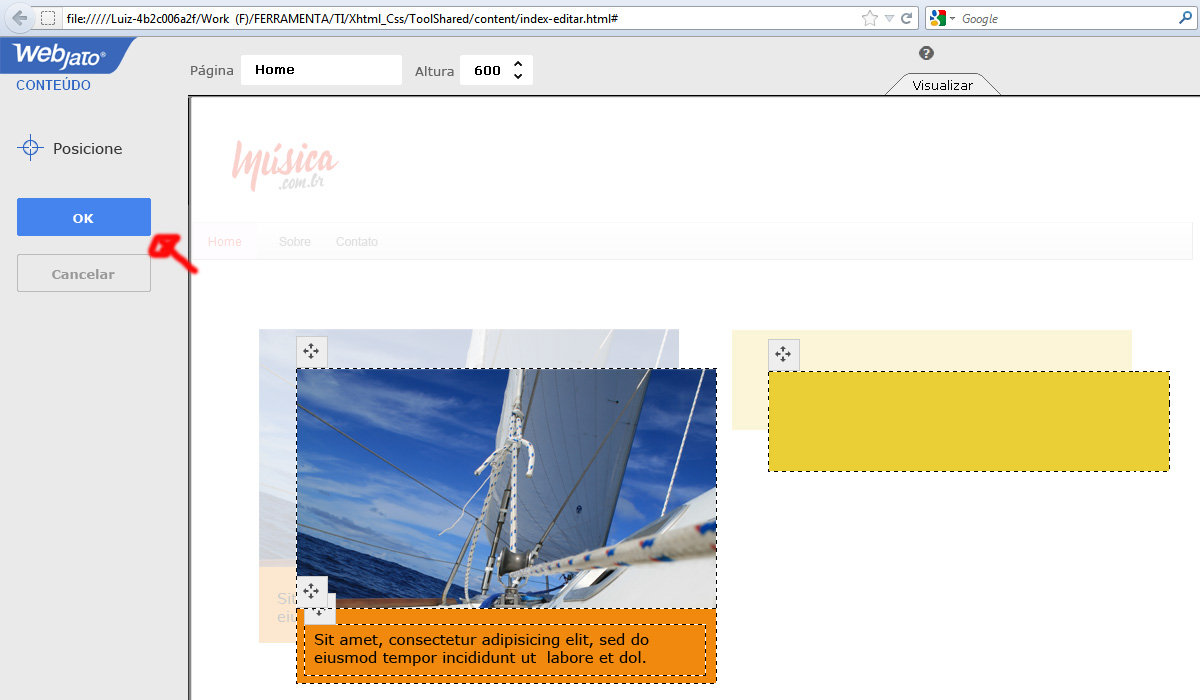 file://///Luiz-4b2c006a2f/Work (F)/FERRAMENTA/TI/Xhtml_Css/ToolShared/content/index-editar.html#
Google
Webjato®
CONTEÚDO
Página
Home
Altura
600
?
Visualizar
Posicione
OK
Cancelar
Música
.com.br
Home
Sobre
Contato
Sit
eiu
Sit amet, consectetur adipisicing elit, sed do
eiusmod tempor incididunt ut labore et dol.